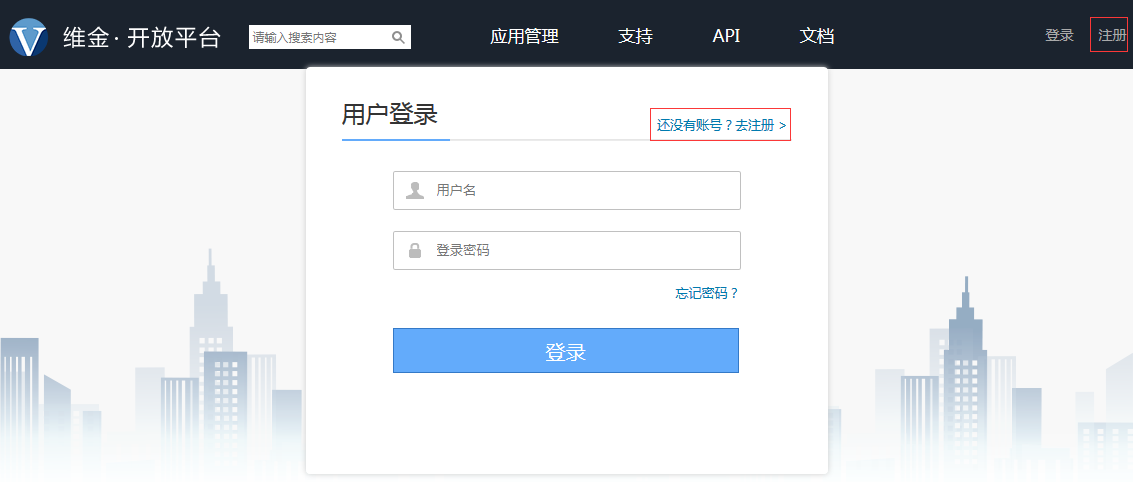 V 维金·开放平台 请输入搜索内容 应用管理 支持 API 文档 登录 注册
用户登录 还没有账号？去注册 >
用户名
登录密码
忘记密码？
登录